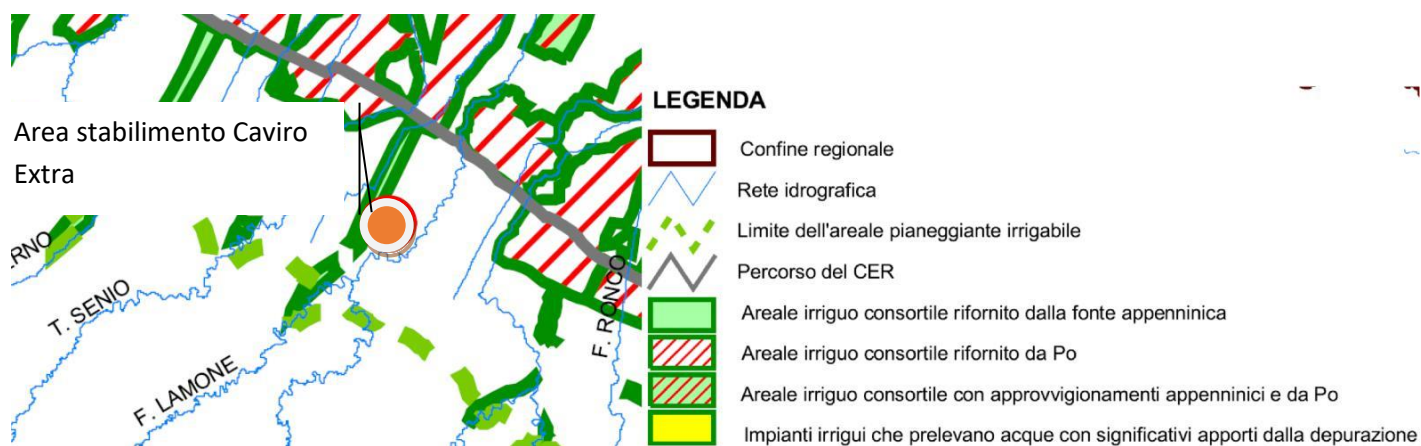 Area stabilimento Caviro
Extra
ERNO
T. SENIO
F. LAMONE
F. RONCO
LEGENDA
Confine regionale
Rete idrografica
Limite dell'areale pianeggiante irrigabile
Percorso del CER
Areale irriguo consortile rifornito dalla fonte appenninica
Areale irriguo consortile rifornito da Po
Areale irriguo consortile con approvvigionamenti appenninici e da Po
Impianti irrigui che prelevano acque con significativi apporti dalla depurazione